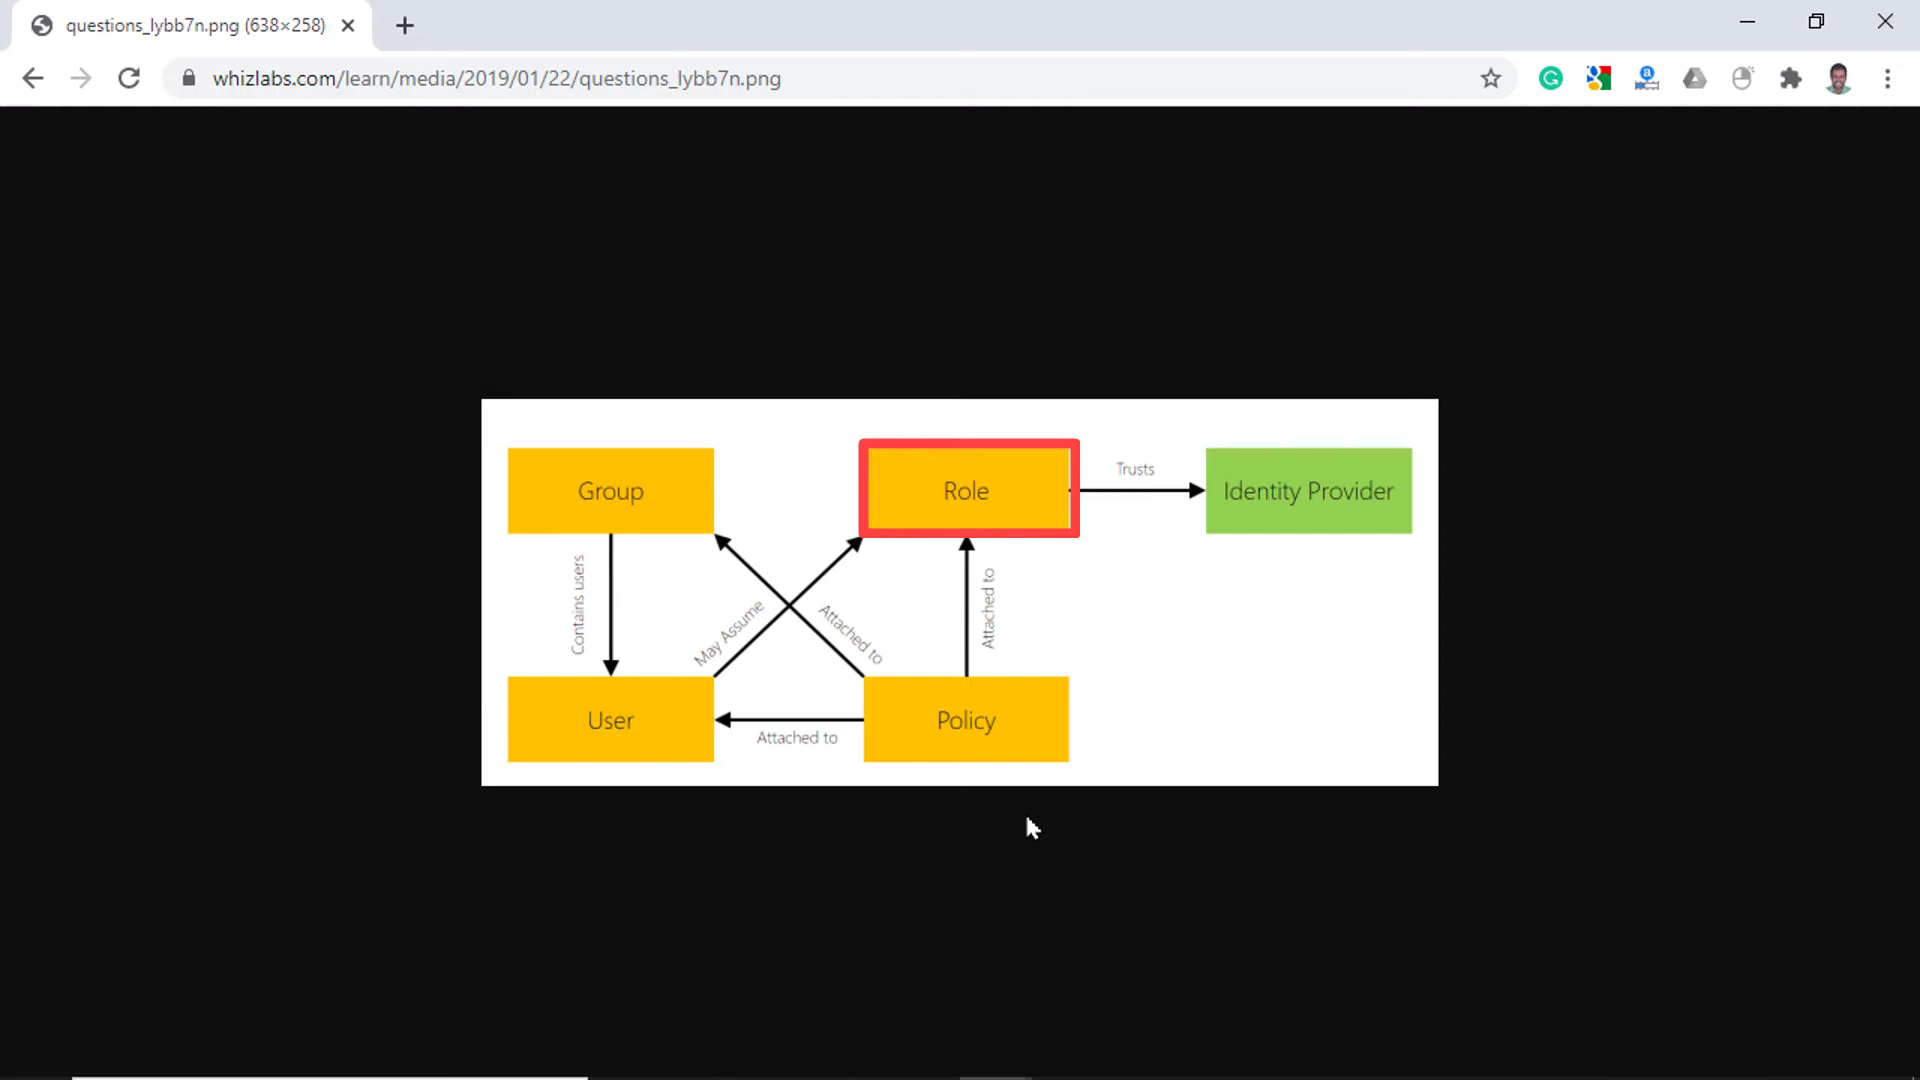 questions_lybb7n.png (638×258)
whizlabs.com/learn/media/2019/01/22/questions_lybb7n.png
Group
Role
Trusts
Identity Provider
Contains users
May Assume
Attached to
Attached to
User
Attached to
Policy